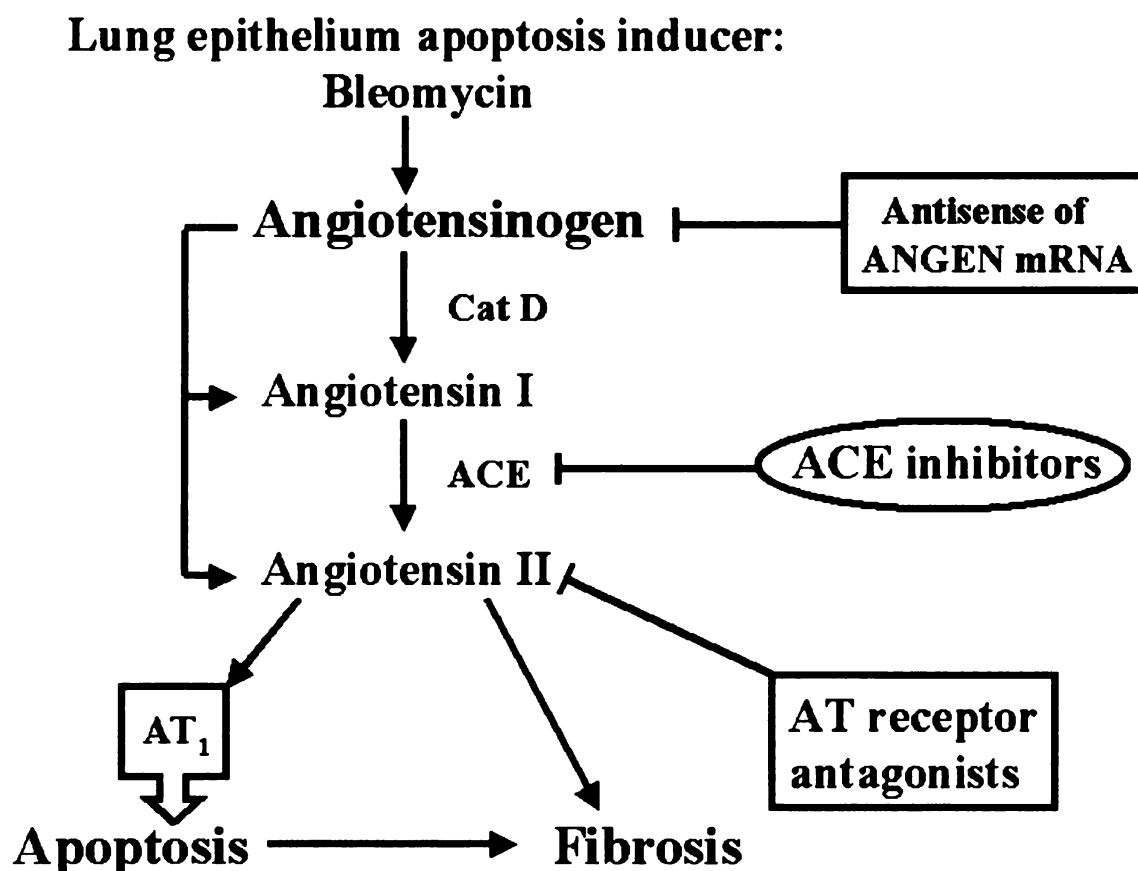 Lung epithelium apoptosis inducer:
Bleomycin
Angiotensinogen
Antisense of
ANGEN mRNA
Cat D
Angiotensin I
ACE
ACE inhibitors
Angiotensin II
AT₁
AT receptor
antagonists
Apoptosis
Fibrosis